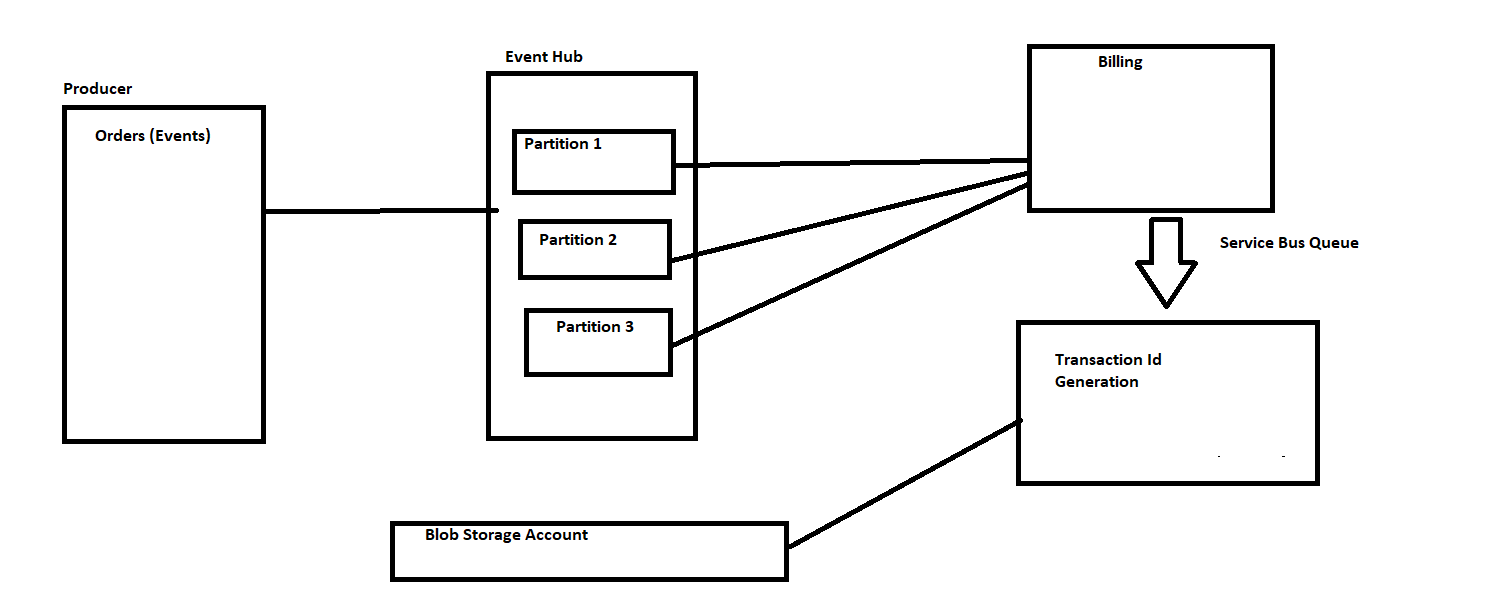 Producer
Orders (Events)
Event Hub
Partition 1
Partition 2
Partition 3
Billing
Service Bus Queue
Transaction Id
Generation
Blob Storage Account